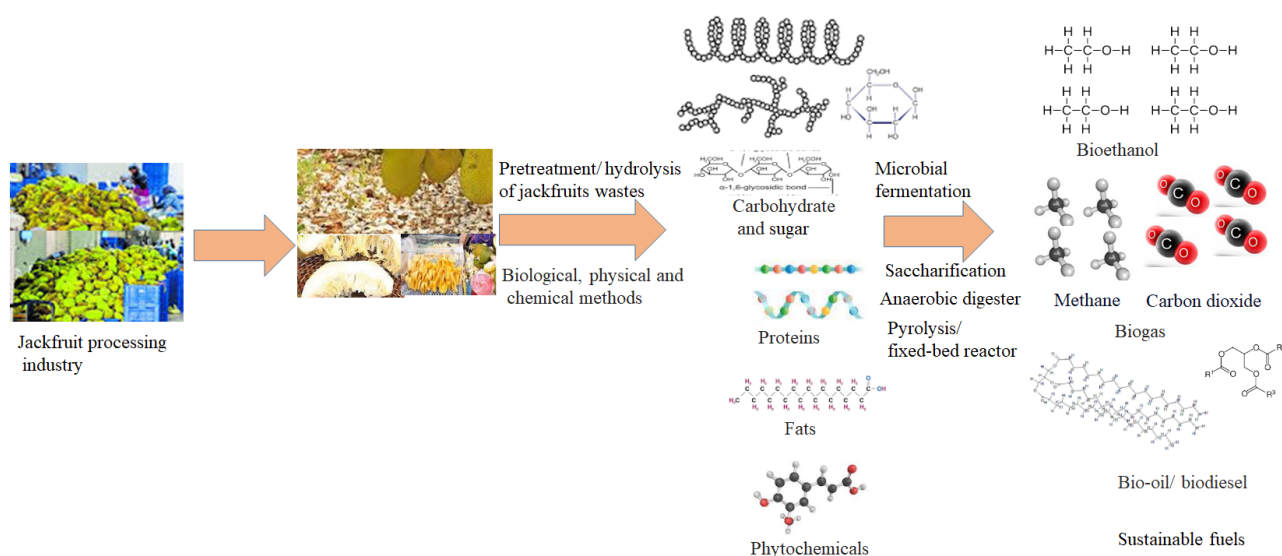 Jackfruit processing
industry
Pretreatment/ hydrolysis
of jackfruits wastes
Biological, physical and
chemical methods
CH₂OH
α-1,6-glycosidic bond
Carbohydrate
and sugar
Proteins
Fats
Phytochemicals
Microbial
fermentation
Saccharification
Anaerobic digester
Pyrolysis/
fixed-bed reactor
Bioethanol
Methane
Carbon dioxide
Biogas
Bio-oil/ biodiesel
Sustainable fuels